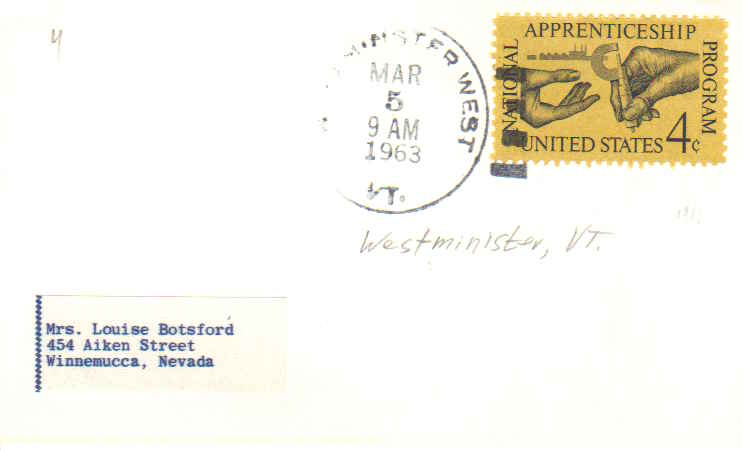 y
MINSTER WEST
MAR
5
9 AM
1963
VT.
NATIONAL
APPRENTICESHIP
PROGRAM
UNITED STATES 4¢
Westminister, VT.
Mrs. Louise Botsford
454 Aiken Street
Winnemucca, Nevada